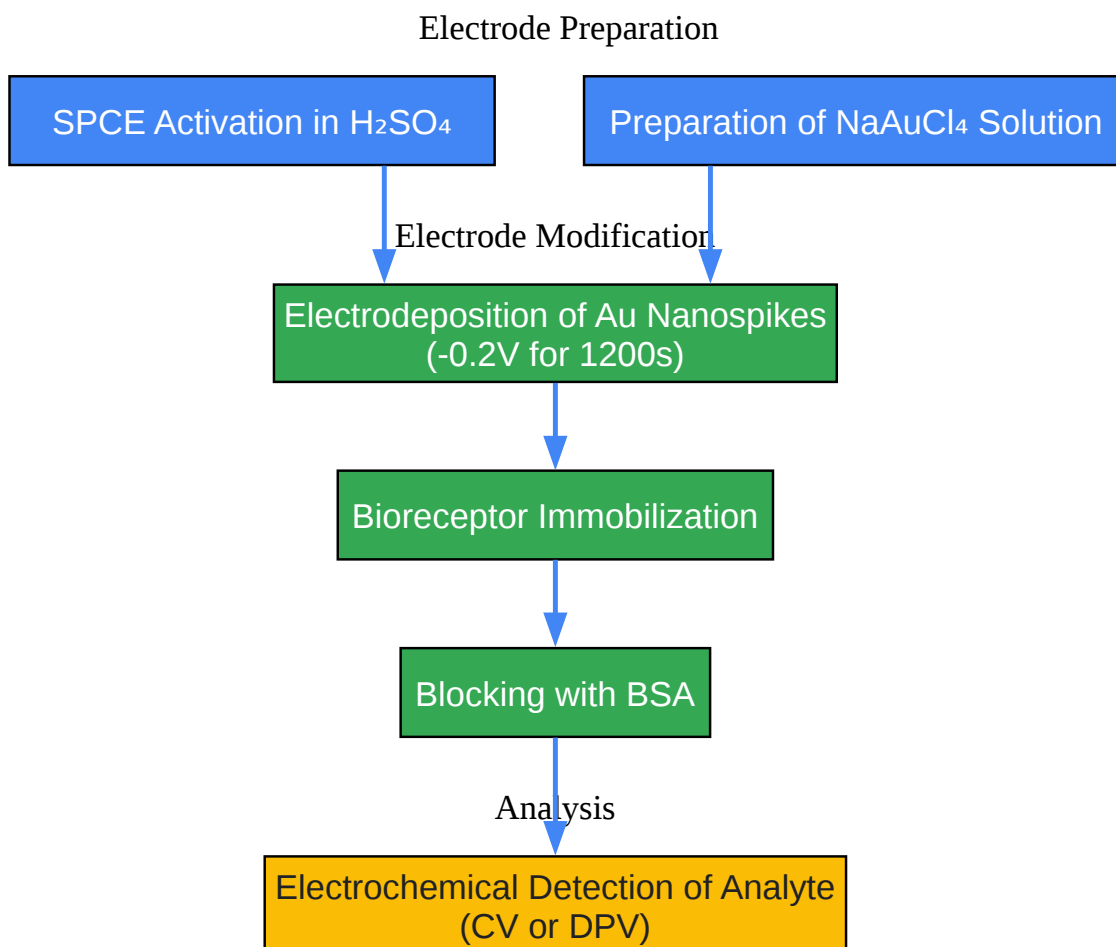 Electrode Preparation
SPCE Activation in H₂SO₄
Preparation of NaAuCl₄ Solution
Electrode Modification
Electrodeposition of Au Nanospikes
(-0.2V for 1200s)
Bioreceptor Immobilization
Blocking with BSA
Analysis
Electrochemical Detection of Analyte
(CV or DPV)